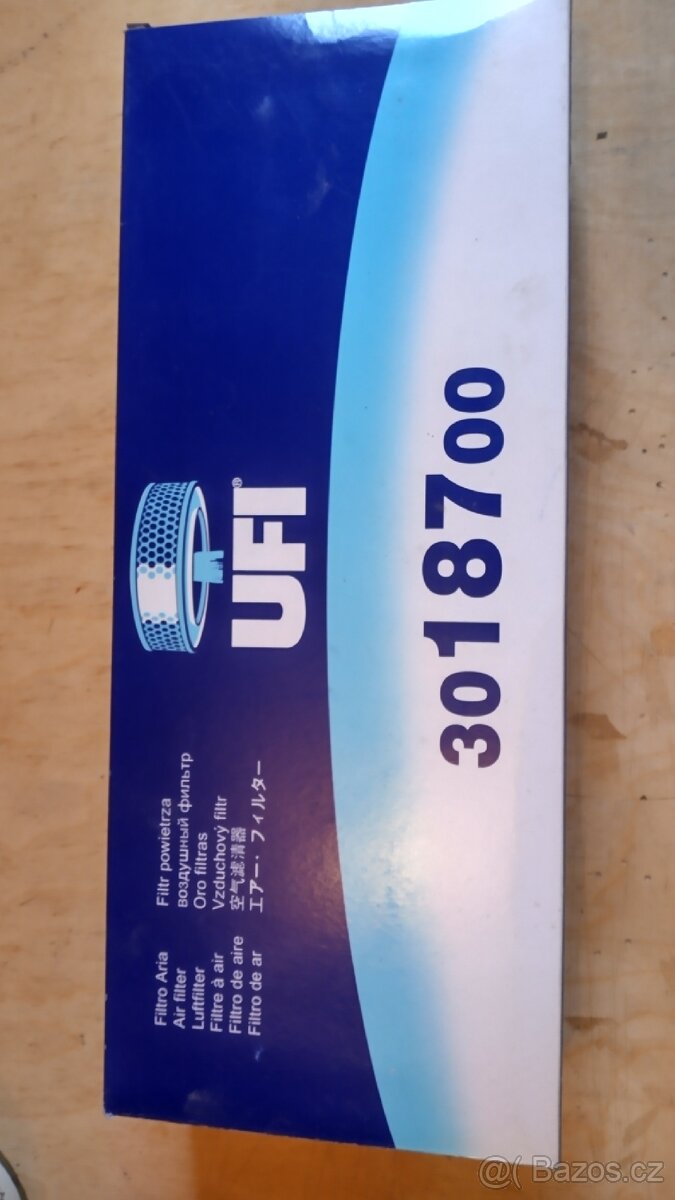 Filtro Aria
Air filter
Luftfilter
Filtre à air
Filtro de aire
Filtro de ar
Filtr powietrza
воздушный фильтр
Oro filtras
Vzduchový filtr
空气滤清器
エアー・フィルター
UFI®
3018700
@( Bazos.cz